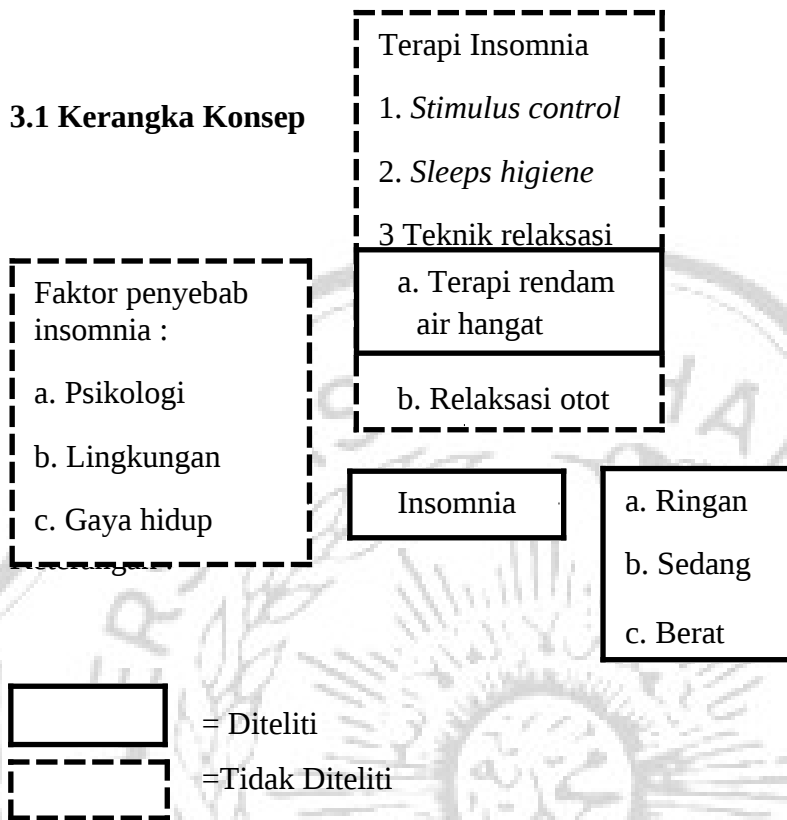 3.1 Kerangka Konsep
Terapi Insomnia
1. Stimulus control
2. Sleeps higiene
3 Teknik relaksasi
a. Terapi rendam
air hangat
b. Relaksasi otot
Faktor penyebab
insomnia :
a. Psikologi
b. Lingkungan
c. Gaya hidup
Insomnia
a. Ringan
b. Sedang
c. Berat
= Diteliti
=Tidak Diteliti